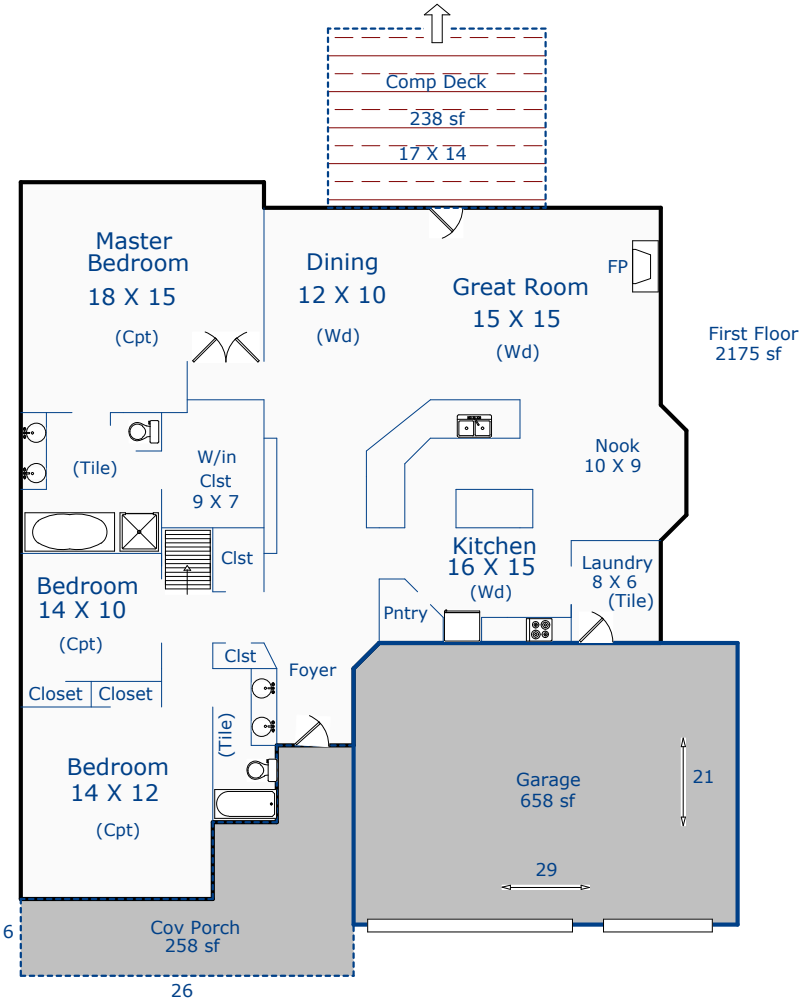 Comp Deck
238 sf
17 X 14
Master
Bedroom
18 X 15
(Cpt)
Dining
12 X 10
(Wd)
Great Room
15 X 15
(Wd)
FP
First Floor
2175 sf
(Tile)
W/in
Clst
9 X 7
Nook
10 X 9
Clst
Kitchen
16 X 15
(Wd)
Laundry
8 X 6
(Tile)
Bedroom
14 X 10
(Cpt)
Pntry
Clst
Foyer
Closet
Closet
(Tile)
Bedroom
14 X 12
(Cpt)
Garage
658 sf
21
29
Cov Porch
258 sf
6
26